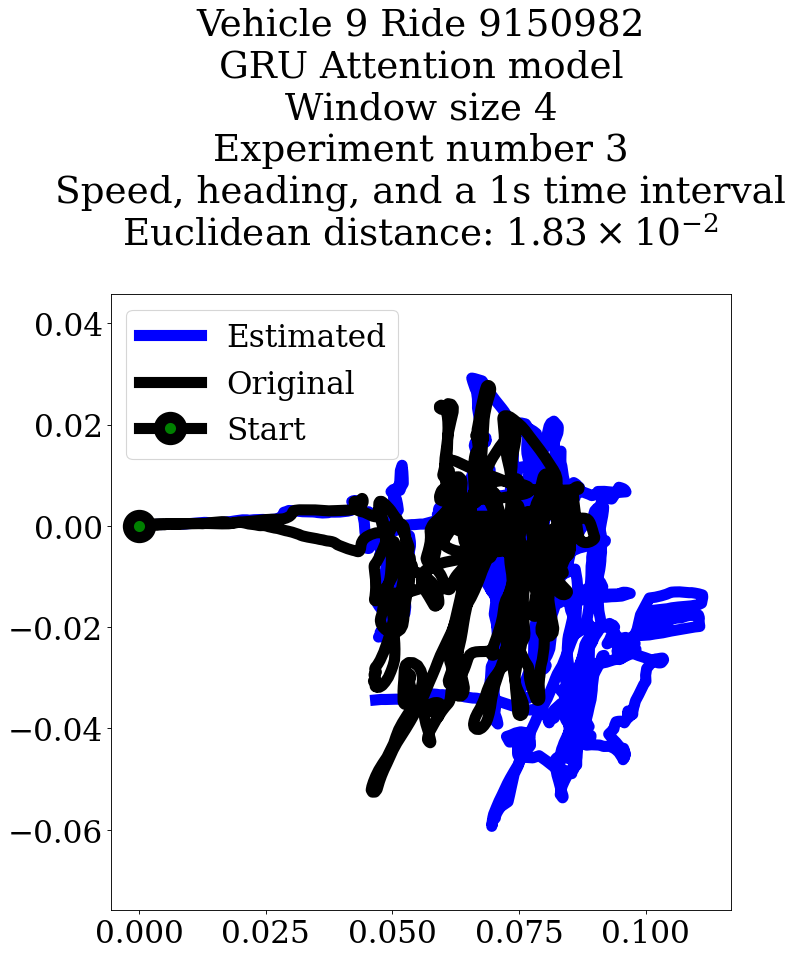 Vehicle 9 Ride 9150982
GRU Attention model
Window size 4
Experiment number 3
Speed, heading, and a 1s time interval
Euclidean distance: 1.83 × 10⁻²
Estimated
Original
Start
0.04
0.02
0.00
−0.02
−0.04
−0.06
0.000 0.025 0.050 0.075 0.100